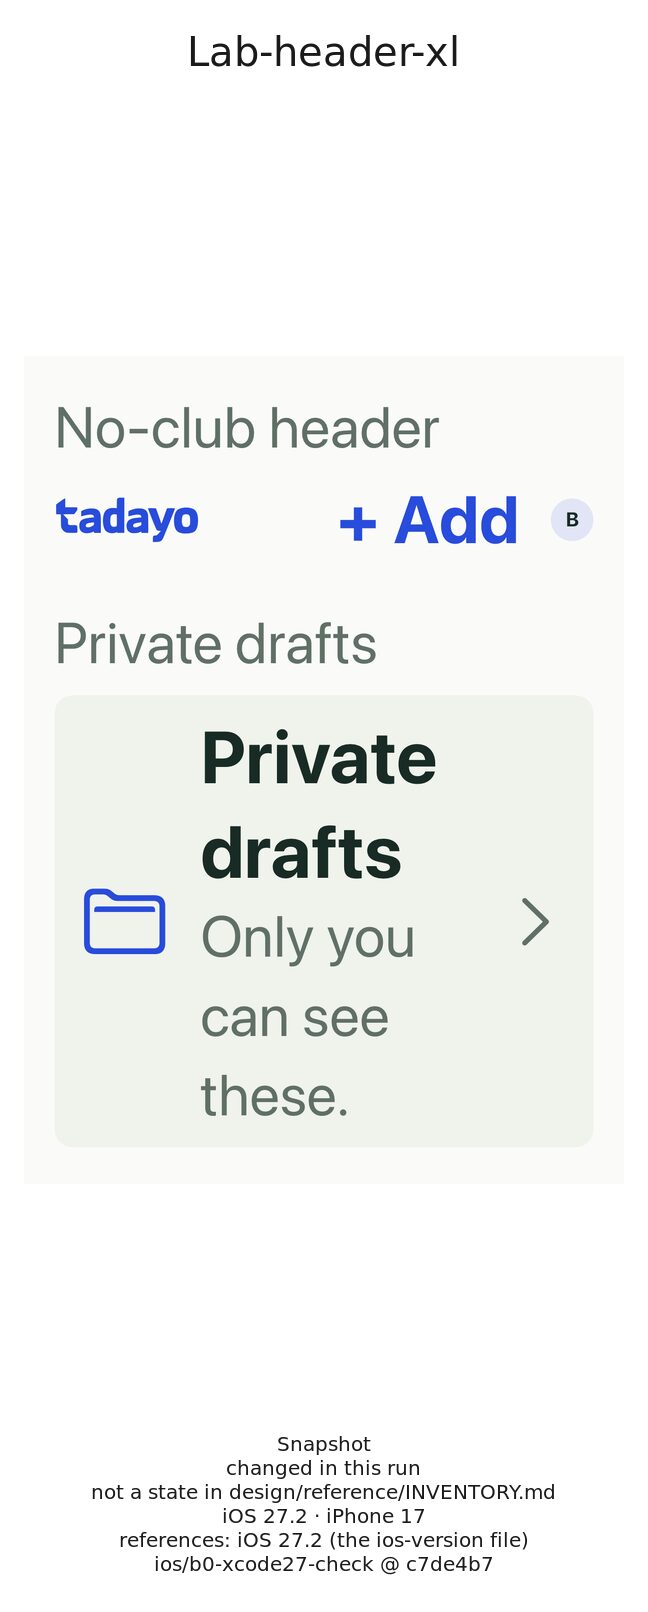 Lab-header-xl
No-club header
tadayo
+ Add
B
Private drafts
Private
drafts
Only you
can see
these.
Snapshot
changed in this run
not a state in design/reference/INVENTORY.md
iOS 27.2 · iPhone 17
references: iOS 27.2 (the ios-version file)
ios/b0-xcode27-check @ c7de4b7